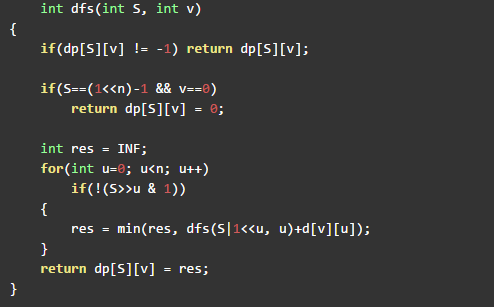 int dfs(int S, int v)
{
    if(dp[S][v] != -1) return dp[S][v];

    if(S==(1<<n)-1 && v==0)
        return dp[S][v] = 0;

    int res = INF;
    for(int u=0; u<n; u++)
        if(!(S>>u & 1))
    {
        res = min(res, dfs(S|1<<u, u)+d[v][u]);
    }
    return dp[S][v] = res;
}